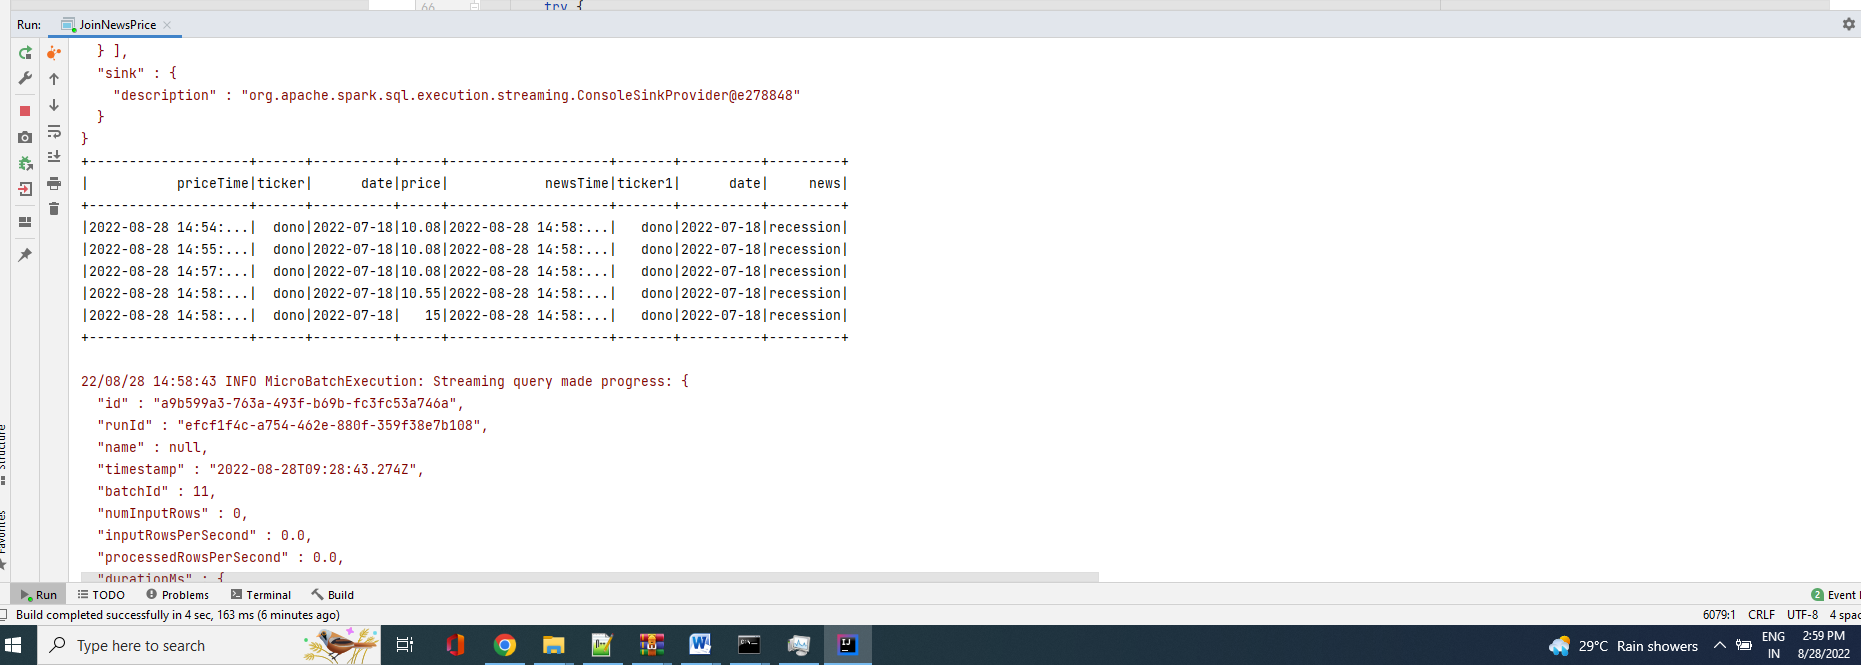 66 try {
Run: JoinNewsPrice
} ],
"sink" : {
"description" : "org.apache.spark.sql.execution.streaming.ConsoleSinkProvider@e278848"
}
}
+--------------------+------+----------+-----+--------------------+-------+----------+---------+
|           priceTime|ticker|      date|price|            newsTime|ticker1|      date|     news|
+--------------------+------+----------+-----+--------------------+-------+----------+---------+
|2022-08-28 14:54:...|  dono|2022-07-18|10.08|2022-08-28 14:58:...|   dono|2022-07-18|recession|
|2022-08-28 14:55:...|  dono|2022-07-18|10.08|2022-08-28 14:58:...|   dono|2022-07-18|recession|
|2022-08-28 14:57:...|  dono|2022-07-18|10.08|2022-08-28 14:58:...|   dono|2022-07-18|recession|
|2022-08-28 14:58:...|  dono|2022-07-18|10.55|2022-08-28 14:58:...|   dono|2022-07-18|recession|
|2022-08-28 14:58:...|  dono|2022-07-18|   15|2022-08-28 14:58:...|   dono|2022-07-18|recession|
+--------------------+------+----------+-----+--------------------+-------+----------+---------+
22/08/28 14:58:43 INFO MicroBatchExecution: Streaming query made progress: {
"id" : "a9b599a3-763a-493f-b69b-fc3fc53a746a",
"runId" : "efcf1f4c-a754-462e-880f-359f38e7b108",
"name" : null,
"timestamp" : "2022-08-28T09:28:43.274Z",
"batchId" : 11,
"numInputRows" : 0,
"inputRowsPerSecond" : 0.0,
"processedRowsPerSecond" : 0.0,
"durationMs" : {
Structure
Favorites
Run TODO Problems Terminal Build 2 Event
Build completed successfully in 4 sec, 163 ms (6 minutes ago) 6079:1 CRLF UTF-8 4 spac
Type here to search 29°C Rain showers ENG IN 2:59 PM 8/28/2022